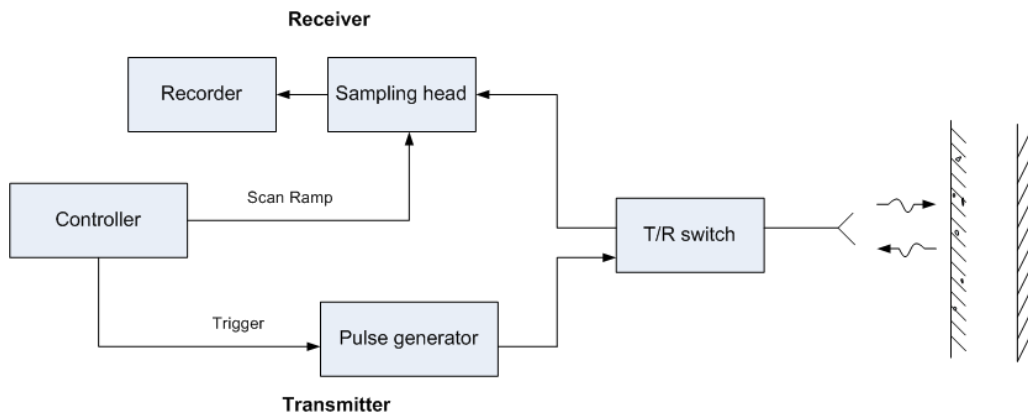 Receiver
Recorder
Sampling head
Scan Ramp
Controller
T/R switch
Trigger
Pulse generator
Transmitter